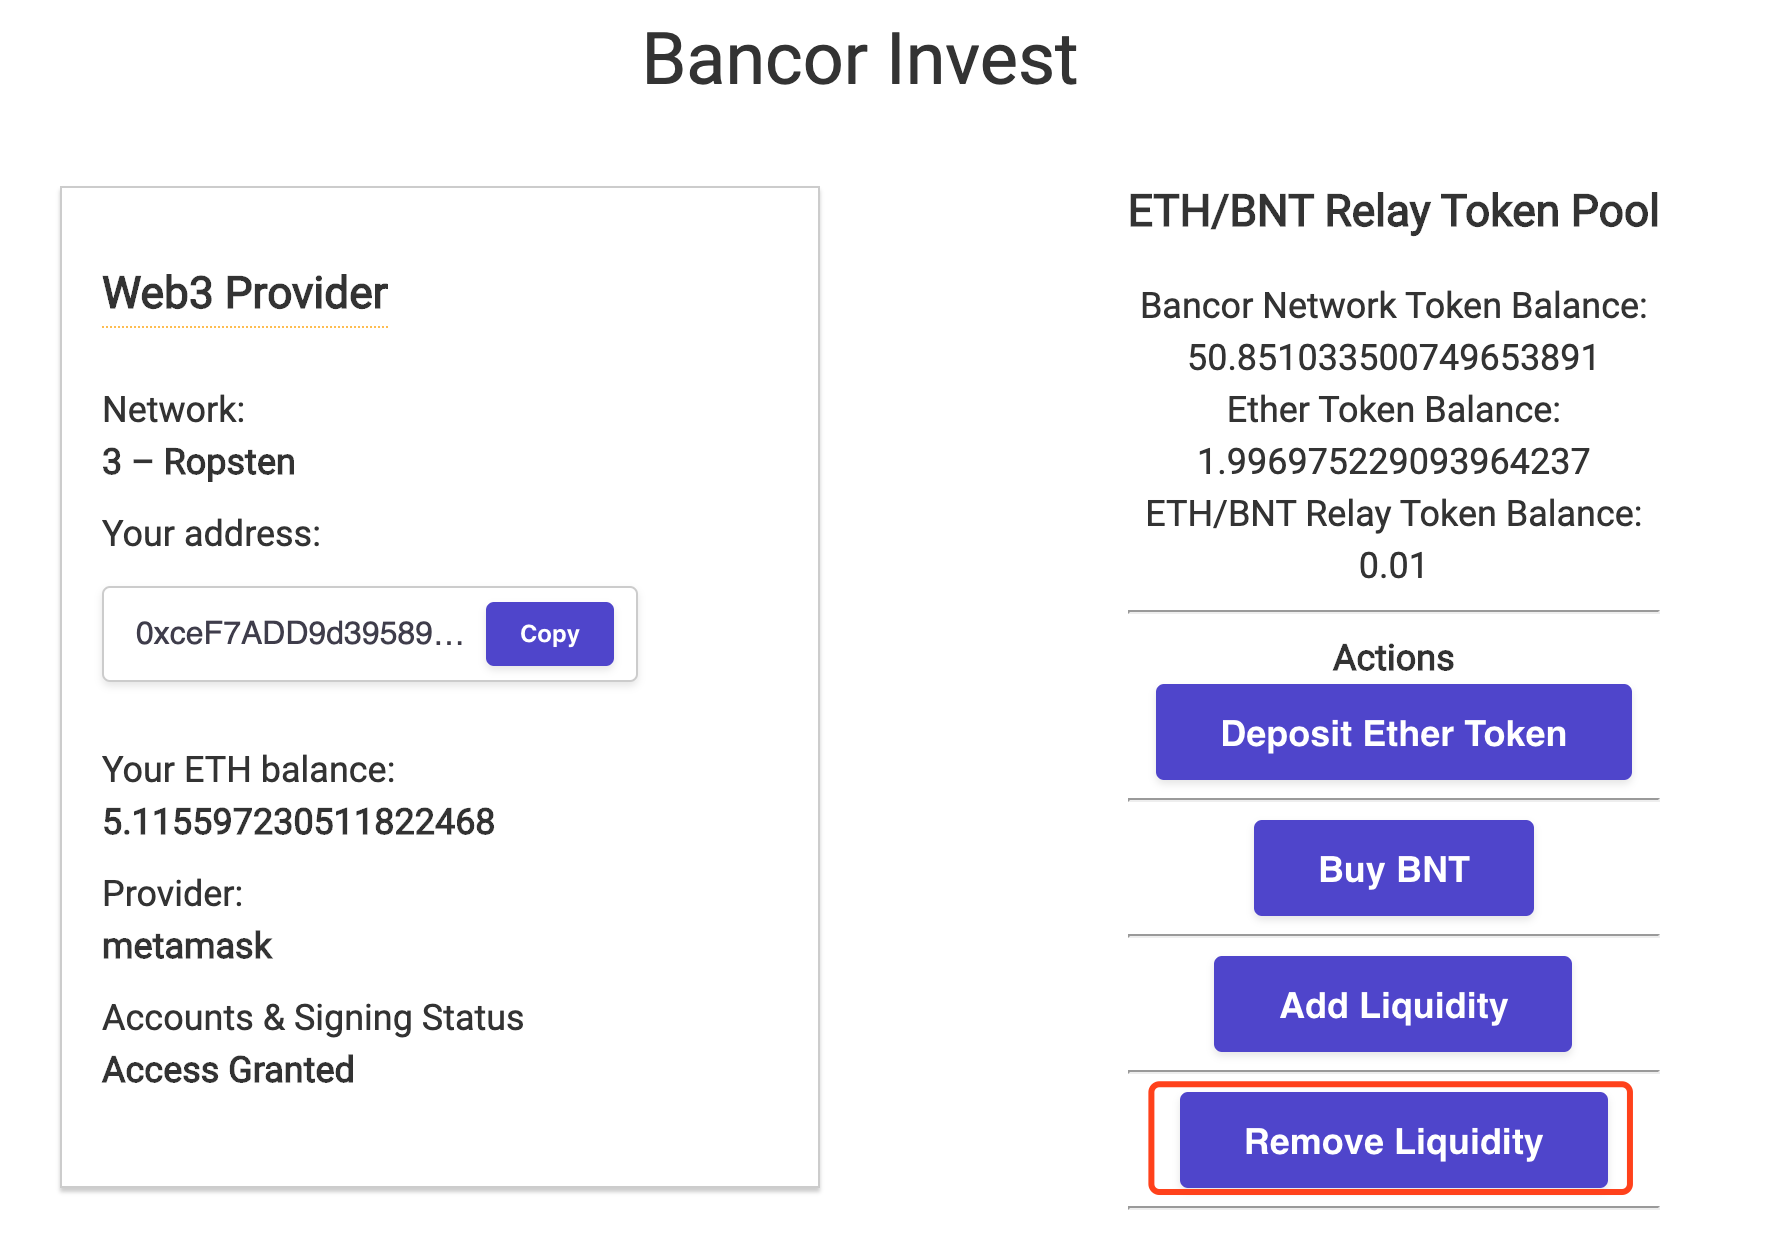 Bancor Invest
Web3 Provider
Network:
3 – Ropsten
Your address:
0xceF7ADD9d39589...
Copy
Your ETH balance:
5.115597230511822468
Provider:
metamask
Accounts & Signing Status
Access Granted
ETH/BNT Relay Token Pool
Bancor Network Token Balance:
50.851033500749653891
Ether Token Balance:
1.996975229093964237
ETH/BNT Relay Token Balance:
0.01
Actions
Deposit Ether Token
Buy BNT
Add Liquidity
Remove Liquidity